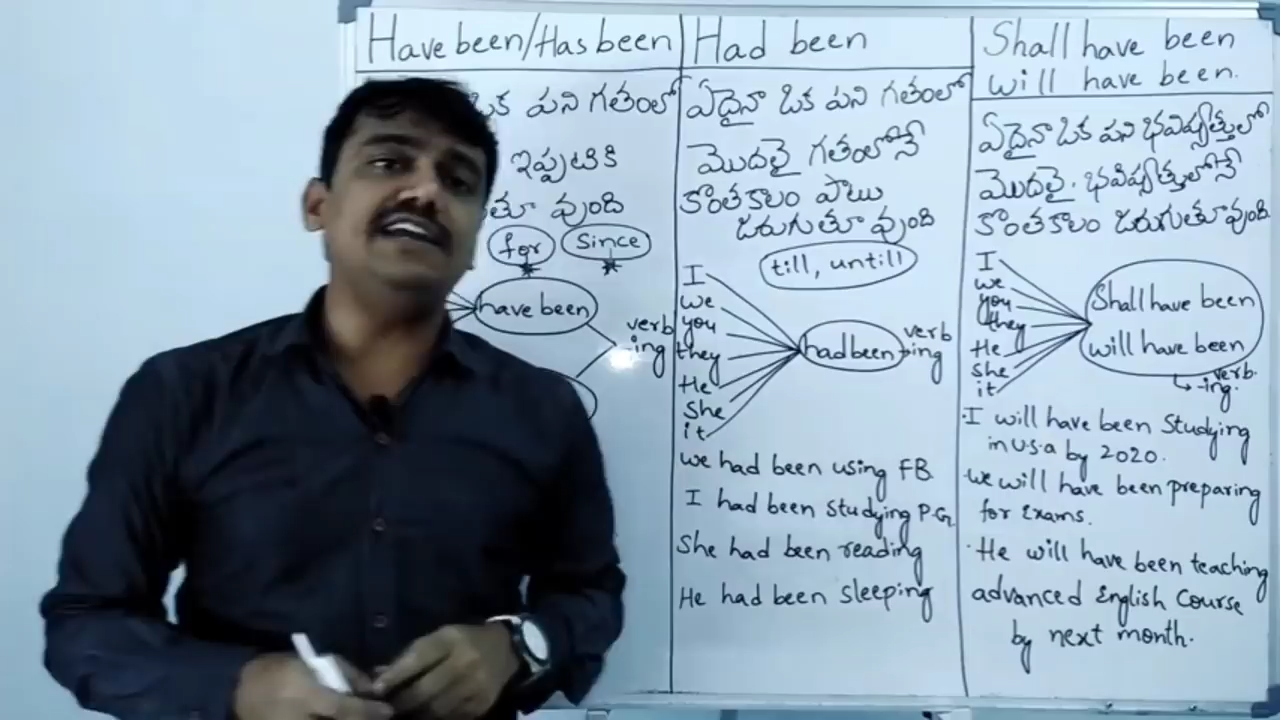 Have been/Has been
ఒక పని గతంలో
ఇప్పటికి
తూ వుంది
for since
have been
verb
ing
Had been
ఏదైనా ఒక పని గతంలో
మొదలై గతంలోనే
కొంతకాలం పాటు
జరుగుతూ వుంది
till, until
I
we
you
they
He
She
it
had been
verb
ing
we had been using FB
I had been studying P.G.
She had been reading
He had been sleeping
Shall have been
will have been.
ఏదైనా ఒక పని భవిష్యత్తులో
మొదలై. భవిష్యత్తులోనే
కొంతకాలం జరుగుతూ వుంది.
I
we
you
they
He
She
it
Shall have been
will have been
verb.
-ing.
I will have been studying
in U.S.a by 2020.
we will have been preparing
for Exams.
He will have been teaching
advanced English Course
by next month.